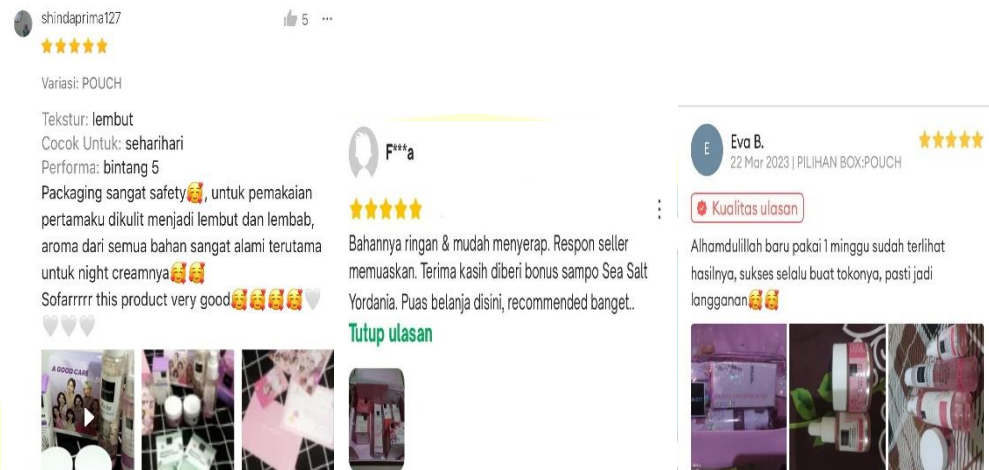 shindaprima127
5
Variasi: POUCH
Tekstur: lembut
Cocok Untuk: seharihari
Performa: bintang 5
Packaging sangat safety🥰, untuk pemakaian
pertamaku dikulit menjadi lembut dan lembab,
aroma dari semua bahan sangat alami terutama
untuk night creamnya🥰🥰
Sofarrrrr this product very good🥰🥰🥰🥰🤍
🤍🤍🤍
A GOOD CARE
F***a
Bahannya ringan & mudah menyerap. Respon seller
memuaskan. Terima kasih diberi bonus sampo Sea Salt
Yordania. Puas belanja disini, recommended banget..
Tutup ulasan
E
Eva B.
22 Mar 2023 | PILIHAN BOX:POUCH
Kualitas ulasan
Alhamdulillah baru pakai 1 minggu sudah terlihat
hasilnya, sukses selalu buat tokonya, pasti jadi
langganan🥰🥰